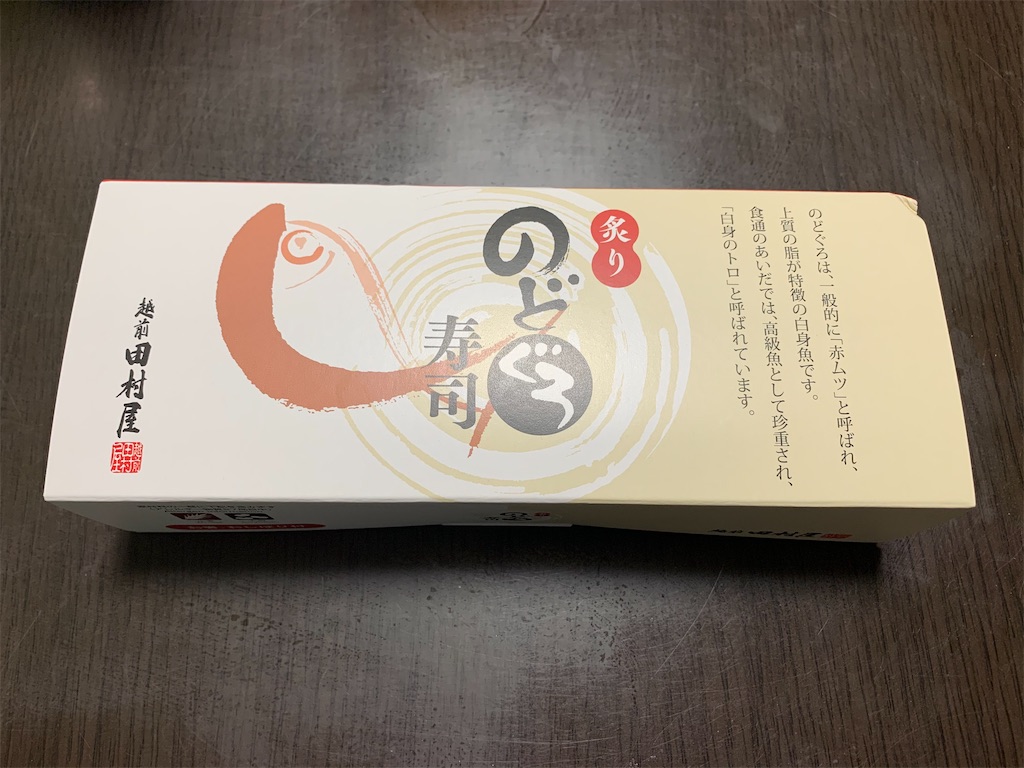 のどぐろは、一般的に「赤ムツ」と呼ばれ、
上質の脂が特徴の白身魚です。
食通のあいだでは、高級魚として珍重され、
「白身のトロ」と呼ばれています。
炙り
のどぐろ
寿司
越前田村屋